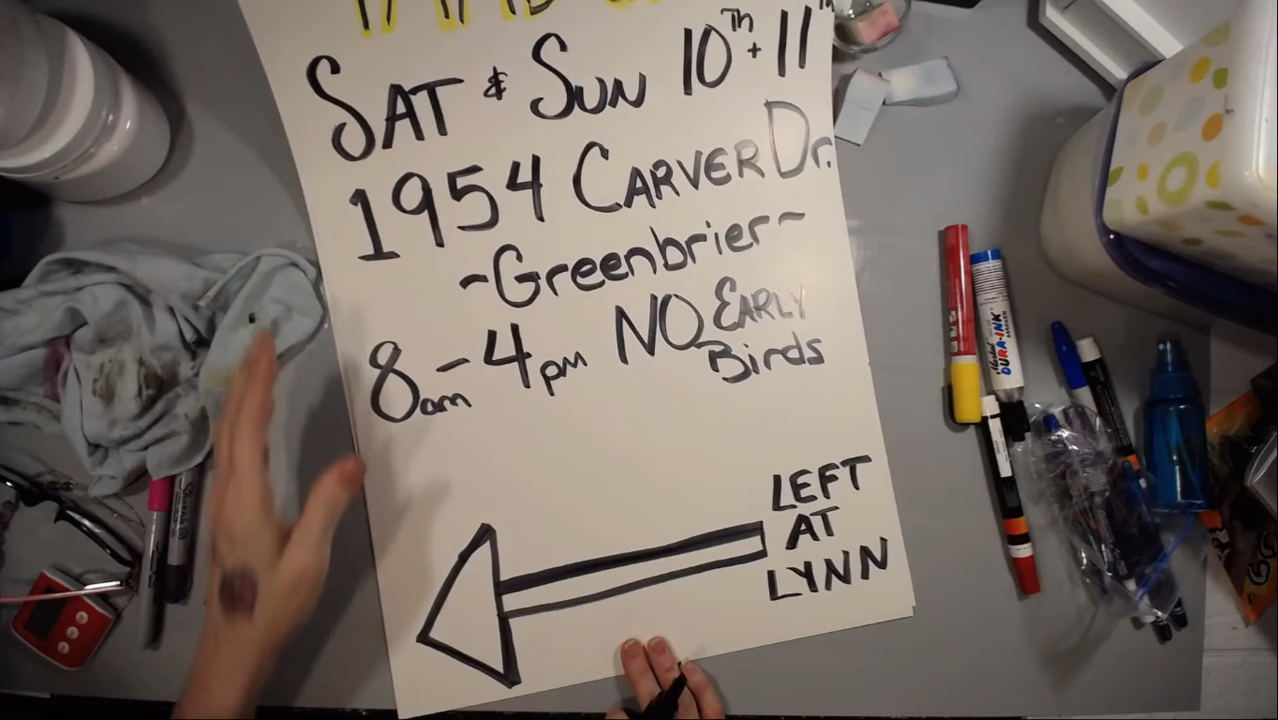 SAT & SUN 10th + 11th
1954 CARVER Dr.
~Greenbrier~
8am - 4pm NO EARLY Birds
LEFT
AT
LYNN
DURA-INK